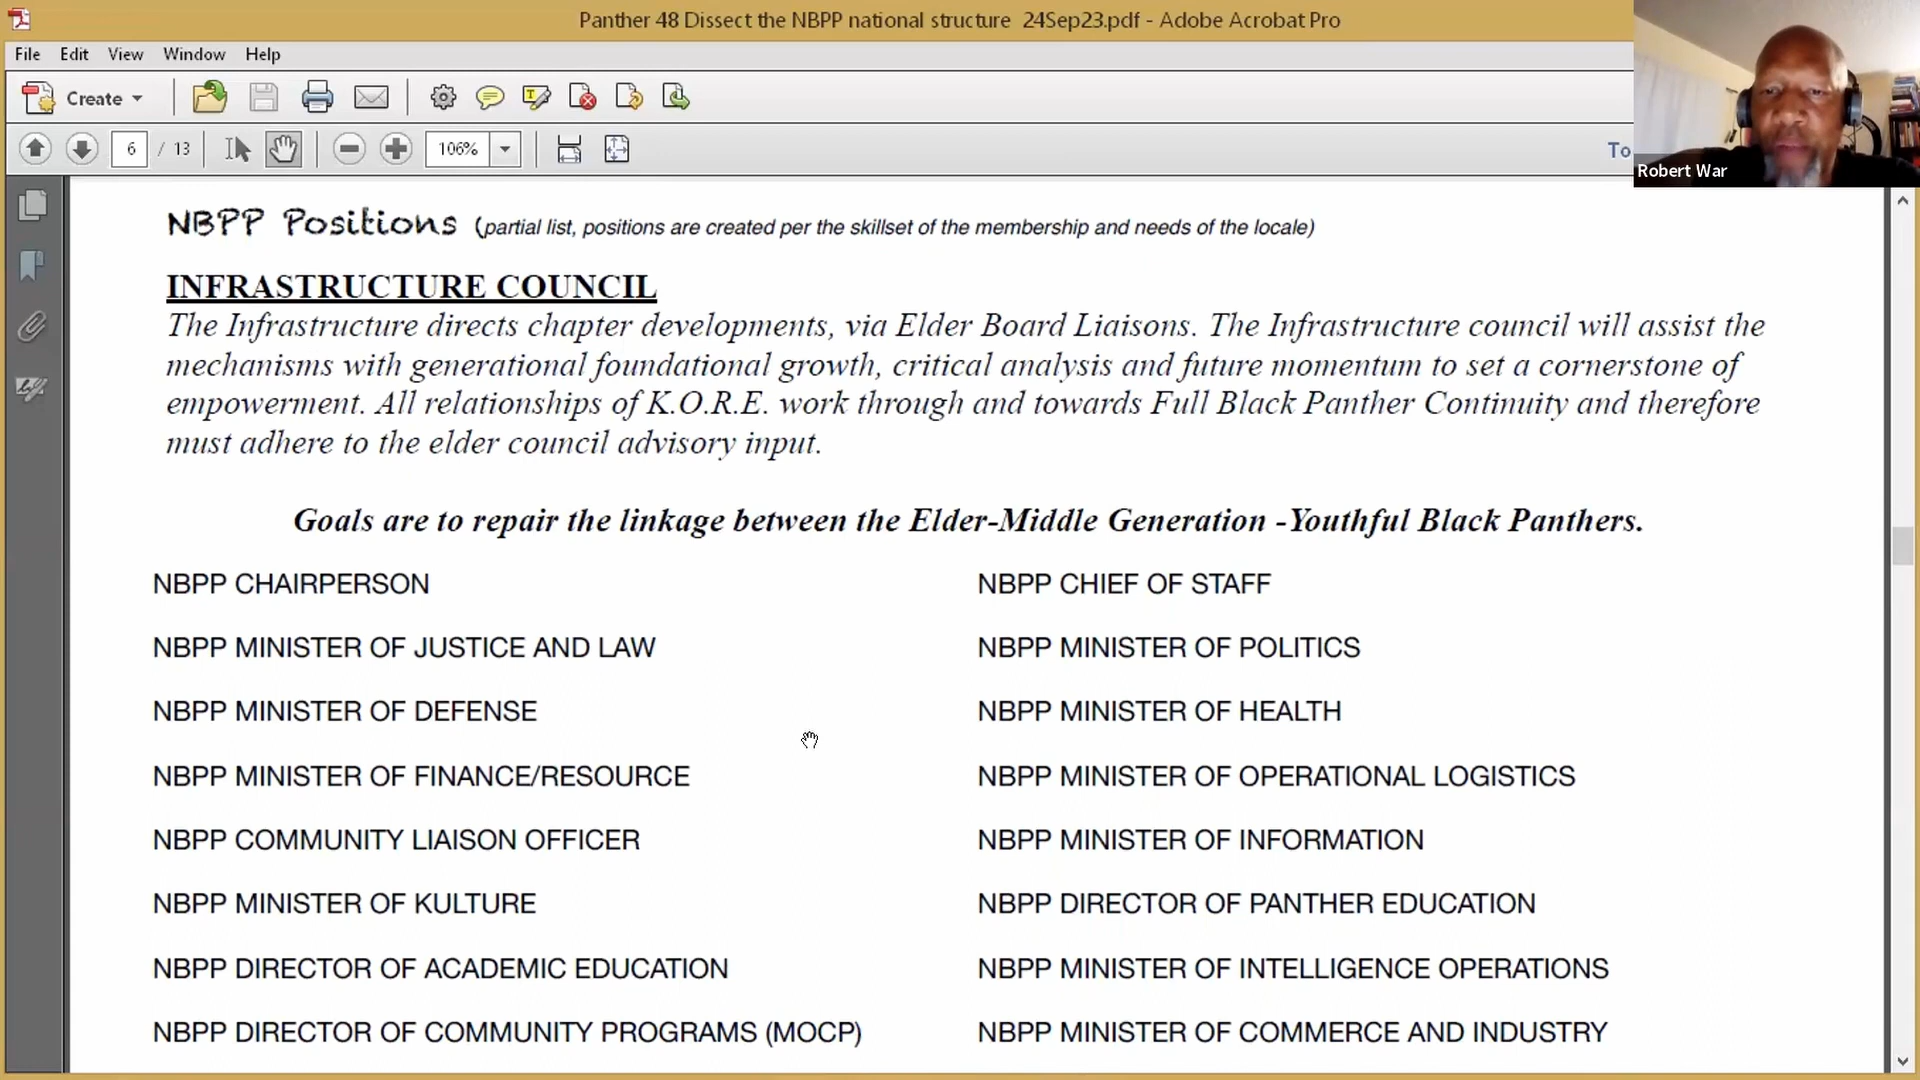 Panther 48 Dissect the NBPP national structure 24Sep23.pdf - Adobe Acrobat Pro
File Edit View Window Help
Create
6 / 13 106% To
Robert War
NBPP Positions (partial list, positions are created per the skillset of the membership and needs of the locale)
INFRASTRUCTURE COUNCIL
The Infrastructure directs chapter developments, via Elder Board Liaisons. The Infrastructure council will assist the
mechanisms with generational foundational growth, critical analysis and future momentum to set a cornerstone of
empowerment. All relationships of K.O.R.E. work through and towards Full Black Panther Continuity and therefore
must adhere to the elder council advisory input.
Goals are to repair the linkage between the Elder-Middle Generation -Youthful Black Panthers.
NBPP CHAIRPERSON NBPP CHIEF OF STAFF
NBPP MINISTER OF JUSTICE AND LAW NBPP MINISTER OF POLITICS
NBPP MINISTER OF DEFENSE NBPP MINISTER OF HEALTH
NBPP MINISTER OF FINANCE/RESOURCE NBPP MINISTER OF OPERATIONAL LOGISTICS
NBPP COMMUNITY LIAISON OFFICER NBPP MINISTER OF INFORMATION
NBPP MINISTER OF KULTURE NBPP DIRECTOR OF PANTHER EDUCATION
NBPP DIRECTOR OF ACADEMIC EDUCATION NBPP MINISTER OF INTELLIGENCE OPERATIONS
NBPP DIRECTOR OF COMMUNITY PROGRAMS (MOCP) NBPP MINISTER OF COMMERCE AND INDUSTRY